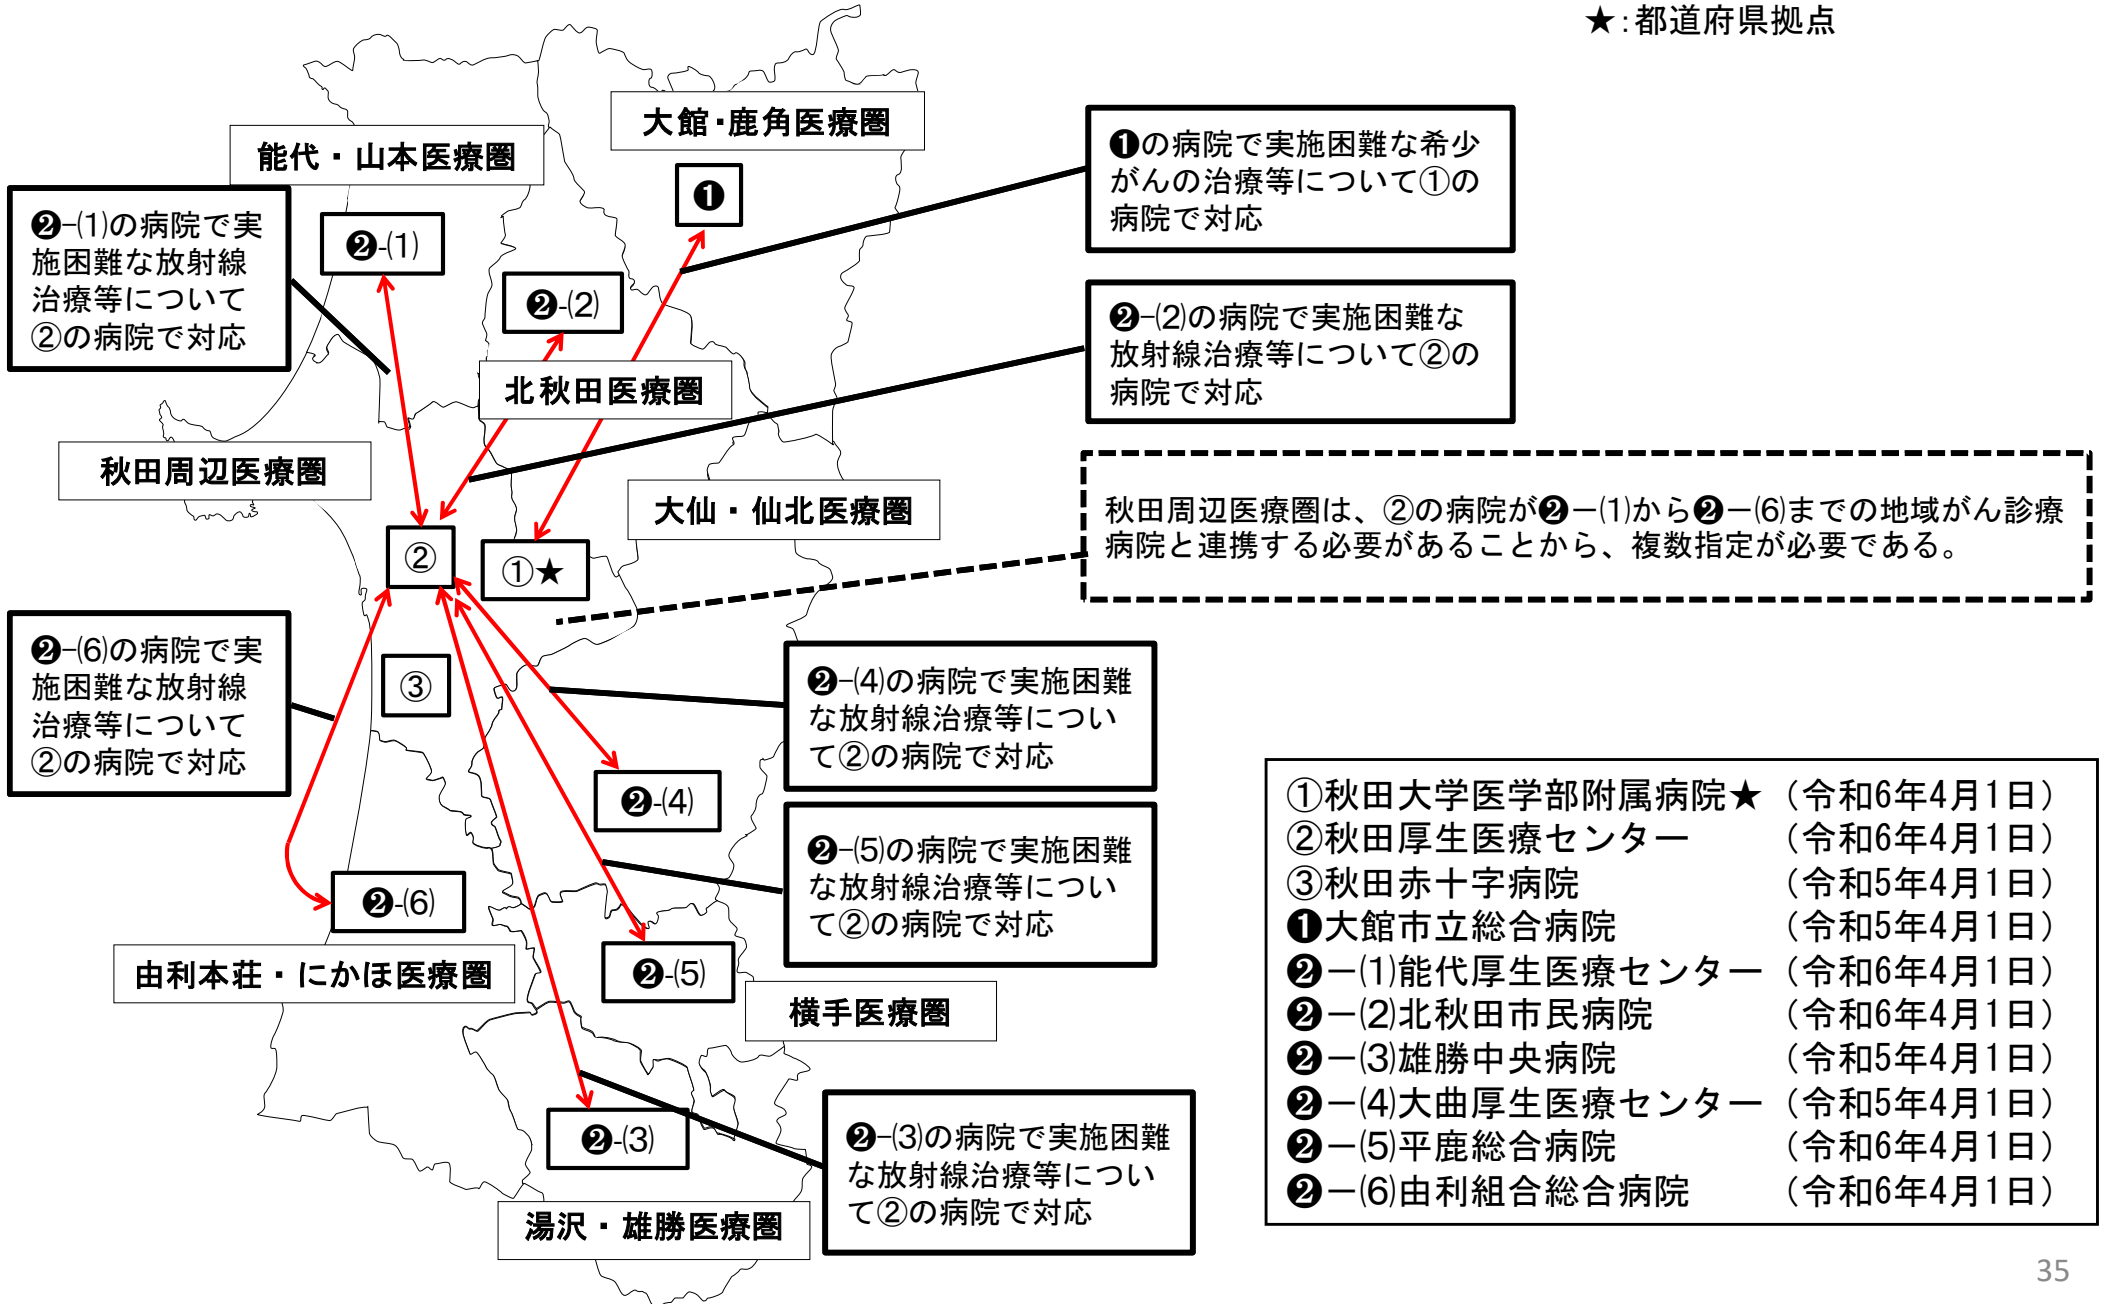 ★:都道府県拠点
大館・鹿角医療圏
能代・山本医療圏
❶
❶の病院で実施困難な希少
がんの治療等について①の
病院で対応
❷-⑴の病院で実
施困難な放射線
治療等について
②の病院で対応
❷-⑴
❷-⑵
❷-⑵の病院で実施困難な
放射線治療等について②の
病院で対応
北秋田医療圏
秋田周辺医療圏
大仙・仙北医療圏
秋田周辺医療圏は、②の病院が❷－⑴から❷－⑹までの地域がん診療
病院と連携する必要があることから、複数指定が必要である。
②
①★
❷-⑹の病院で実
施困難な放射線
治療等について
②の病院で対応
③
❷-⑷の病院で実施困難
な放射線治療等につい
て②の病院で対応
❷-⑷
❷-⑸の病院で実施困難
な放射線治療等につい
て②の病院で対応
❷-⑹
❷-⑸
由利本荘・にかほ医療圏
横手医療圏
❷-⑶
❷-⑶の病院で実施困難
な放射線治療等につい
て②の病院で対応
湯沢・雄勝医療圏
①秋田大学医学部附属病院★（令和6年4月1日）
②秋田厚生医療センター（令和6年4月1日）
③秋田赤十字病院（令和5年4月1日）
❶大館市立総合病院（令和5年4月1日）
❷－⑴能代厚生医療センター（令和6年4月1日）
❷－⑵北秋田市民病院（令和6年4月1日）
❷－⑶雄勝中央病院（令和5年4月1日）
❷－⑷大曲厚生医療センター（令和5年4月1日）
❷－⑸平鹿総合病院（令和6年4月1日）
❷－⑹由利組合総合病院（令和6年4月1日）
35